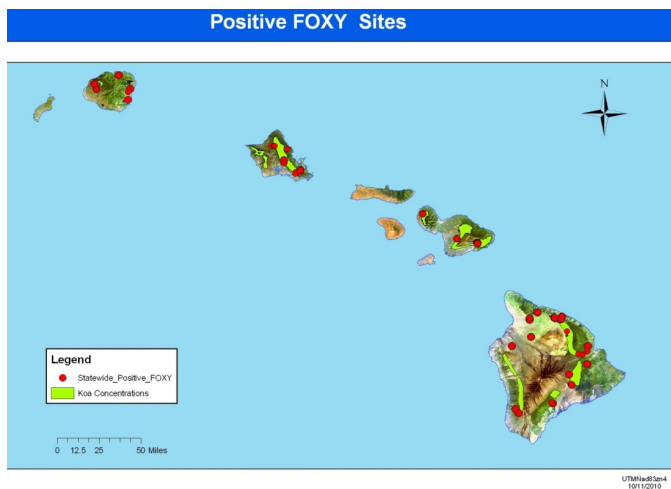 Positive FOXY Sites
N
Legend
Statewide_Positive_FOXY
Koa Concentrations
0 12.5 25 50 Miles
UTMNad83zn4
10/11/2010